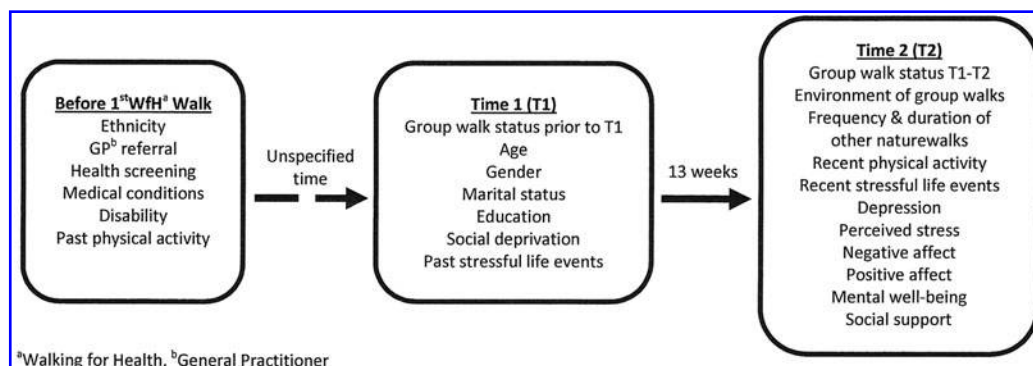 Before 1stWfHa Walk
Ethnicity
GPb referral
Health screening
Medical conditions
Disability
Past physical activity
Unspecified
time
Time 1 (T1)
Group walk status prior to T1
Age
Gender
Marital status
Education
Social deprivation
Past stressful life events
13 weeks
Time 2 (T2)
Group walk status T1-T2
Environment of group walks
Frequency & duration of
other naturewalks
Recent physical activity
Recent stressful life events
Depression
Perceived stress
Negative affect
Positive affect
Mental well-being
Social support
aWalking for Health, bGeneral Practitioner